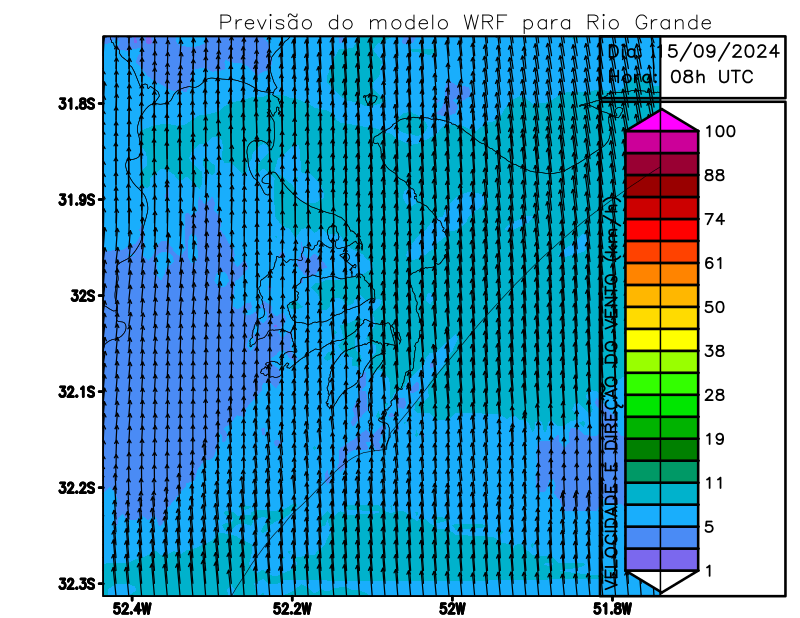 Previsão do modelo WRF para Rio Grande
Dia: 15/09/2024
Hora: 08h UTC
31.8S
31.9S
32S
32.1S
32.2S
32.3S
52.4W
52.2W
52W
51.8W
VELOCIDADE E DIREÇÃO DO VENTO (km/h)
100
88
74
61
50
38
28
19
11
5
1